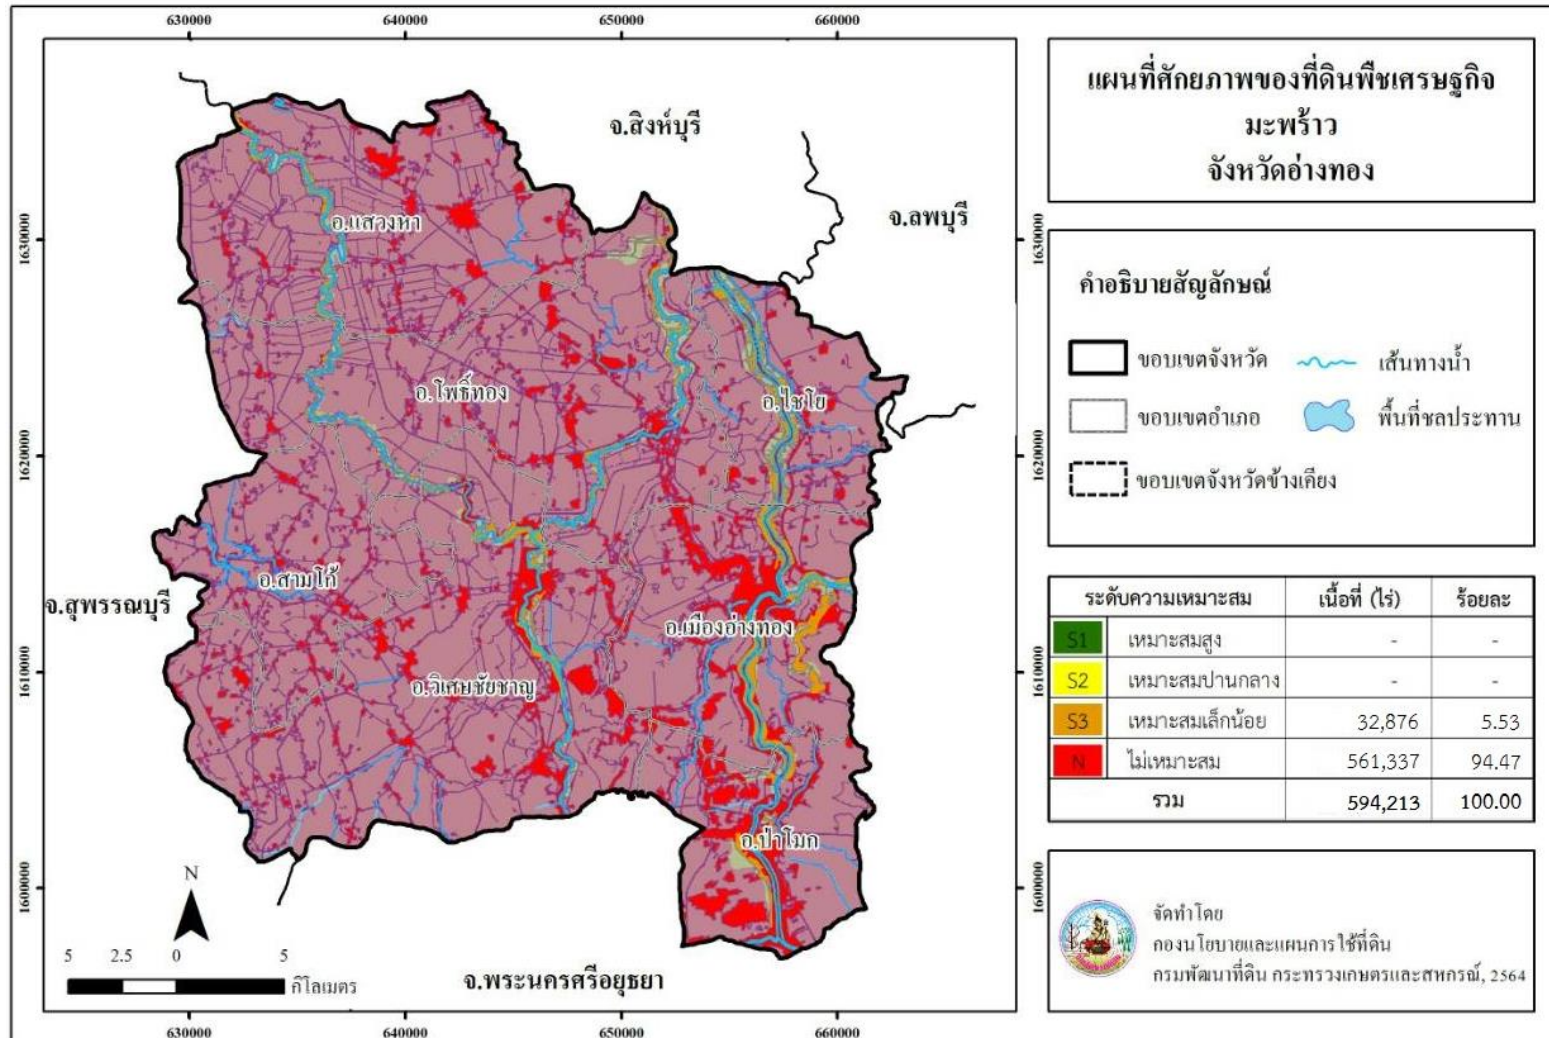 630000 640000 650000 660000
แผนที่ศักยภาพของที่ดินพืชเศรษฐกิจ
มะพร้าว
จังหวัดอ่างทอง
จ.สิงห์บุรี
จ.ลพบุรี
อ.แสวงหา
1630000 1630000
อ.โพธิ์ทอง
อ.ไชโย
1620000 1620000
อ.สามโก้
จ.สุพรรณบุรี
อ.เมืองอ่างทอง
อ.วิเศษชัยชาญ
1610000 1610000
อ.ป่าโมก
1600000 1600000
N
5 2.5 0 5
กิโลเมตร
จ.พระนครศรีอยุธยา
630000 640000 650000 660000
คำอธิบายสัญลักษณ์
ขอบเขตจังหวัด เส้นทางน้ำ
ขอบเขตอำเภอ พื้นที่ชลประทาน
ขอบเขตจังหวัดข้างเคียง
ระดับความเหมาะสม เนื้อที่ (ไร่) ร้อยละ
S1 เหมาะสมสูง - -
S2 เหมาะสมปานกลาง - -
S3 เหมาะสมเล็กน้อย 32,876 5.53
N ไม่เหมาะสม 561,337 94.47
รวม 594,213 100.00
จัดทำโดย
กองนโยบายและแผนการใช้ที่ดิน
กรมพัฒนาที่ดิน กระทรวงเกษตรและสหกรณ์, 2564